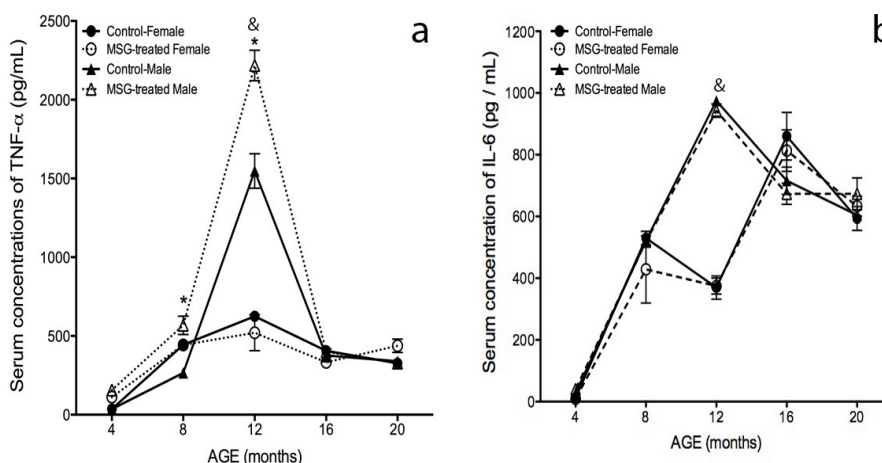 a
Control-Female
MSG-treated Female
Control-Male
MSG-treated Male
&
*
*
Serum concentrations of TNF-α (pg/mL)
2500
2000
1500
1000
500
0
4 8 12 16 20
AGE (months)
b
Control-Female
MSG-treated Female
Control-Male
MSG-treated Male
&
Serum concentration of IL-6 (pg / mL)
1200
1000
800
600
400
200
0
4 8 12 16 20
AGE (months)